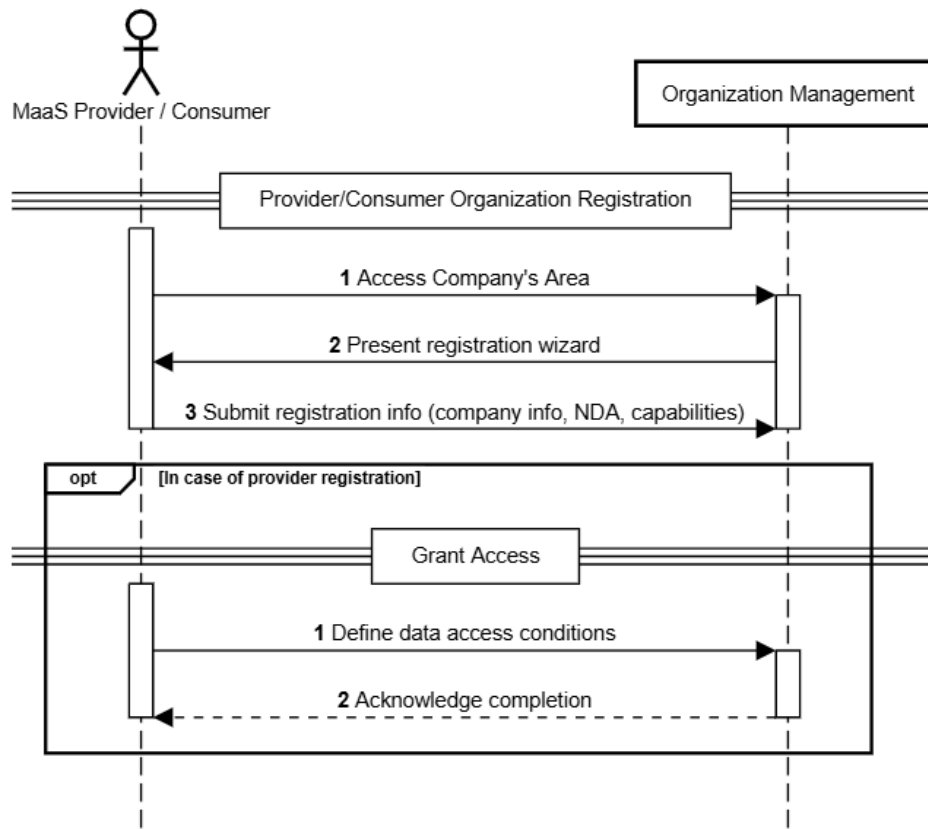 MaaS Provider / Consumer
Organization Management
Provider/Consumer Organization Registration
1 Access Company's Area
2 Present registration wizard
3 Submit registration info (company info, NDA, capabilities)
opt
[In case of provider registration]
Grant Access
1 Define data access conditions
2 Acknowledge completion